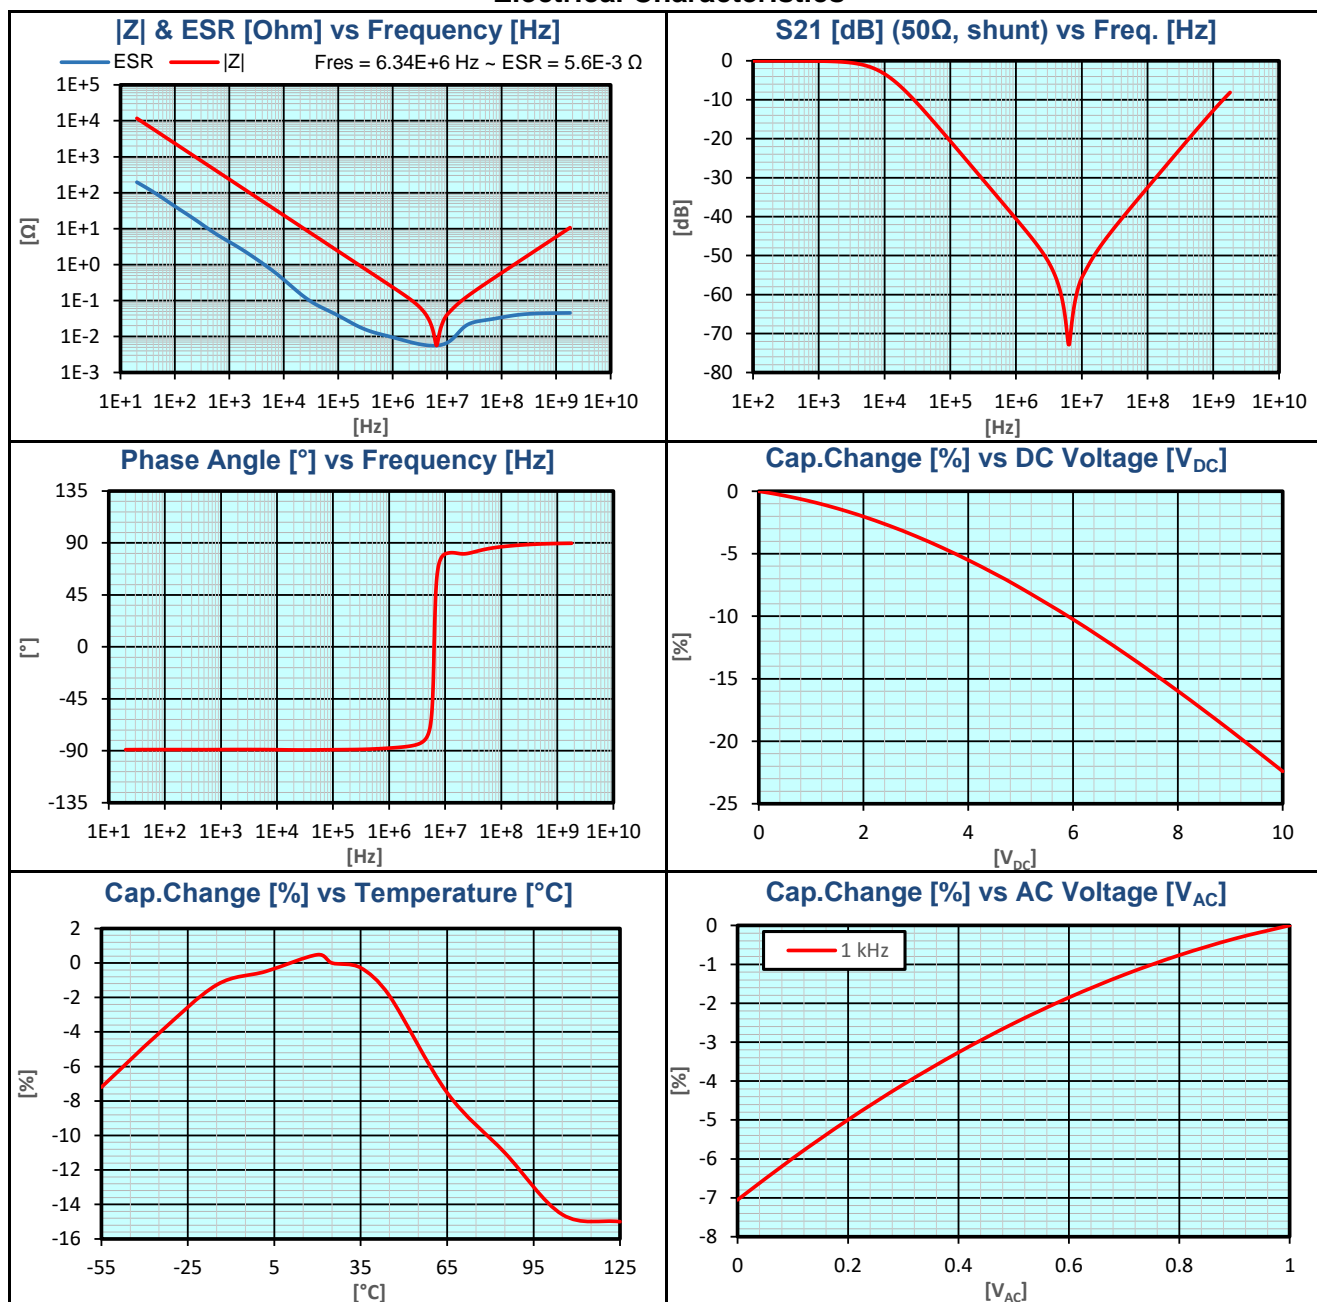 |Z| & ESR [Ohm] vs Frequency [Hz]
ESR |Z| Fres = 6.34E+6 Hz ~ ESR = 5.6E-3 Ω
1E+5
1E+4
1E+3
1E+2
1E+1
1E+0
1E-1
1E-2
1E-3
[Ω]
1E+1 1E+2 1E+3 1E+4 1E+5 1E+6 1E+7 1E+8 1E+9 1E+10
[Hz]
S21 [dB] (50Ω, shunt) vs Freq. [Hz]
0
-10
-20
-30
-40
-50
-60
-70
-80
[dB]
1E+2 1E+3 1E+4 1E+5 1E+6 1E+7 1E+8 1E+9 1E+10
[Hz]
Phase Angle [°] vs Frequency [Hz]
135
90
45
0
-45
-90
-135
[°]
1E+1 1E+2 1E+3 1E+4 1E+5 1E+6 1E+7 1E+8 1E+9 1E+10
[Hz]
Cap.Change [%] vs DC Voltage [VDC]
0
-5
-10
-15
-20
-25
[%]
0 2 4 6 8 10
[VDC]
Cap.Change [%] vs Temperature [°C]
2
0
-2
-4
-6
-8
-10
-12
-14
-16
[%]
-55 -25 5 35 65 95 125
[°C]
Cap.Change [%] vs AC Voltage [VAC]
1 kHz
0
-1
-2
-3
-4
-5
-6
-7
-8
[%]
0 0.2 0.4 0.6 0.8 1
[VAC]